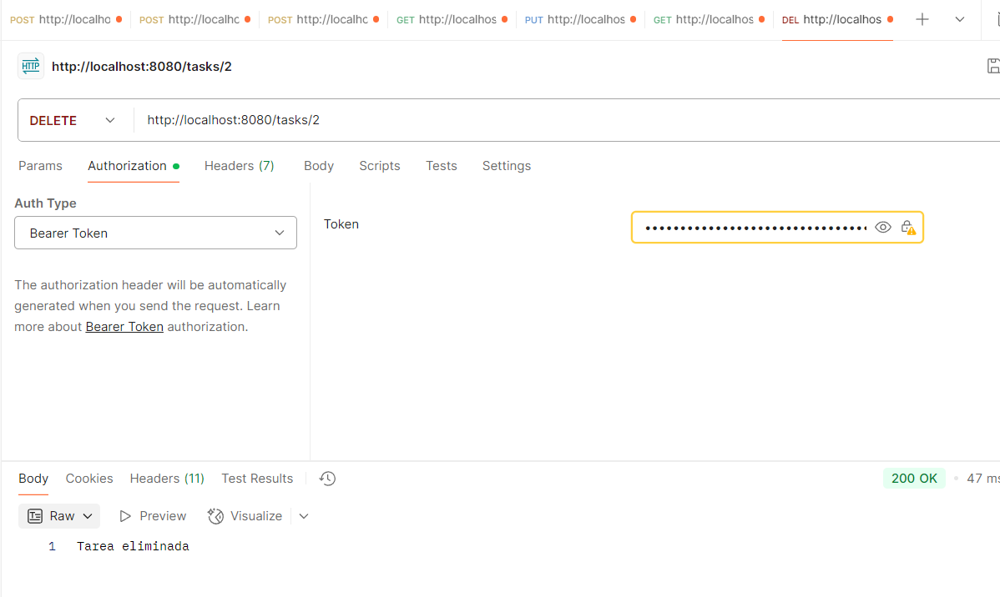 POST http://localho POST http://localhc POST http://localhc GET http://localhos PUT http://localhos GET http://localhos DEL http://localhos
HTTP http://localhost:8080/tasks/2
DELETE http://localhost:8080/tasks/2
Params Authorization Headers (7) Body Scripts Tests Settings
Auth Type
Bearer Token
Token
The authorization header will be automatically
generated when you send the request. Learn
more about Bearer Token authorization.
Body Cookies Headers (11) Test Results 200 OK 47 ms
Raw Preview Visualize
1 Tarea eliminada